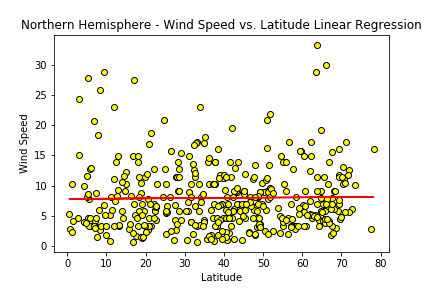 Northern Hemisphere - Wind Speed vs. Latitude Linear Regression
Wind Speed
30
25
20
15
10
5
0
0 10 20 30 40 50 60 70 80
Latitude